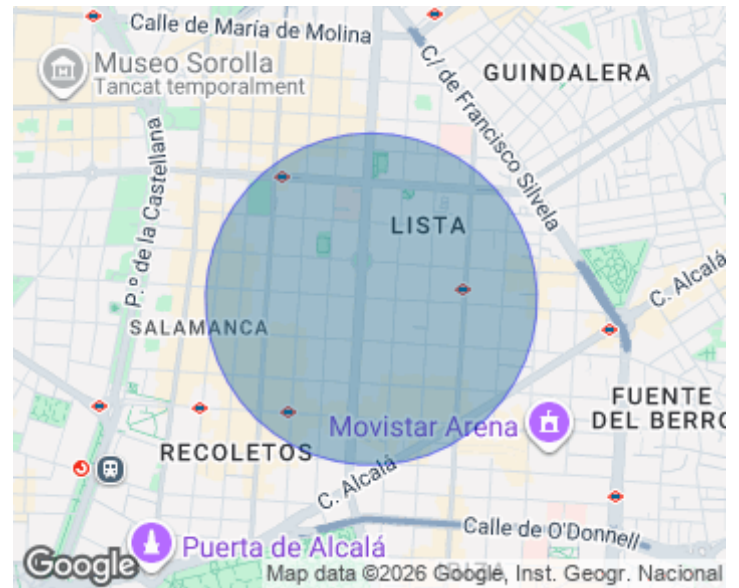 Calle de María de Molina
Museo Sorolla
Tancat temporalment
C/ de Francisco Silvela
GUINDALERA
P.º de la Castellana
LISTA
C. Alcalá
SALAMANCA
FUENTE
DEL BERRO
Movistar Arena
RECOLETOS
C. Alcalá
Calle de O'Donnell
Puerta de Alcalá
Google
Map data ©2026 Google, Inst. Geogr. Nacional